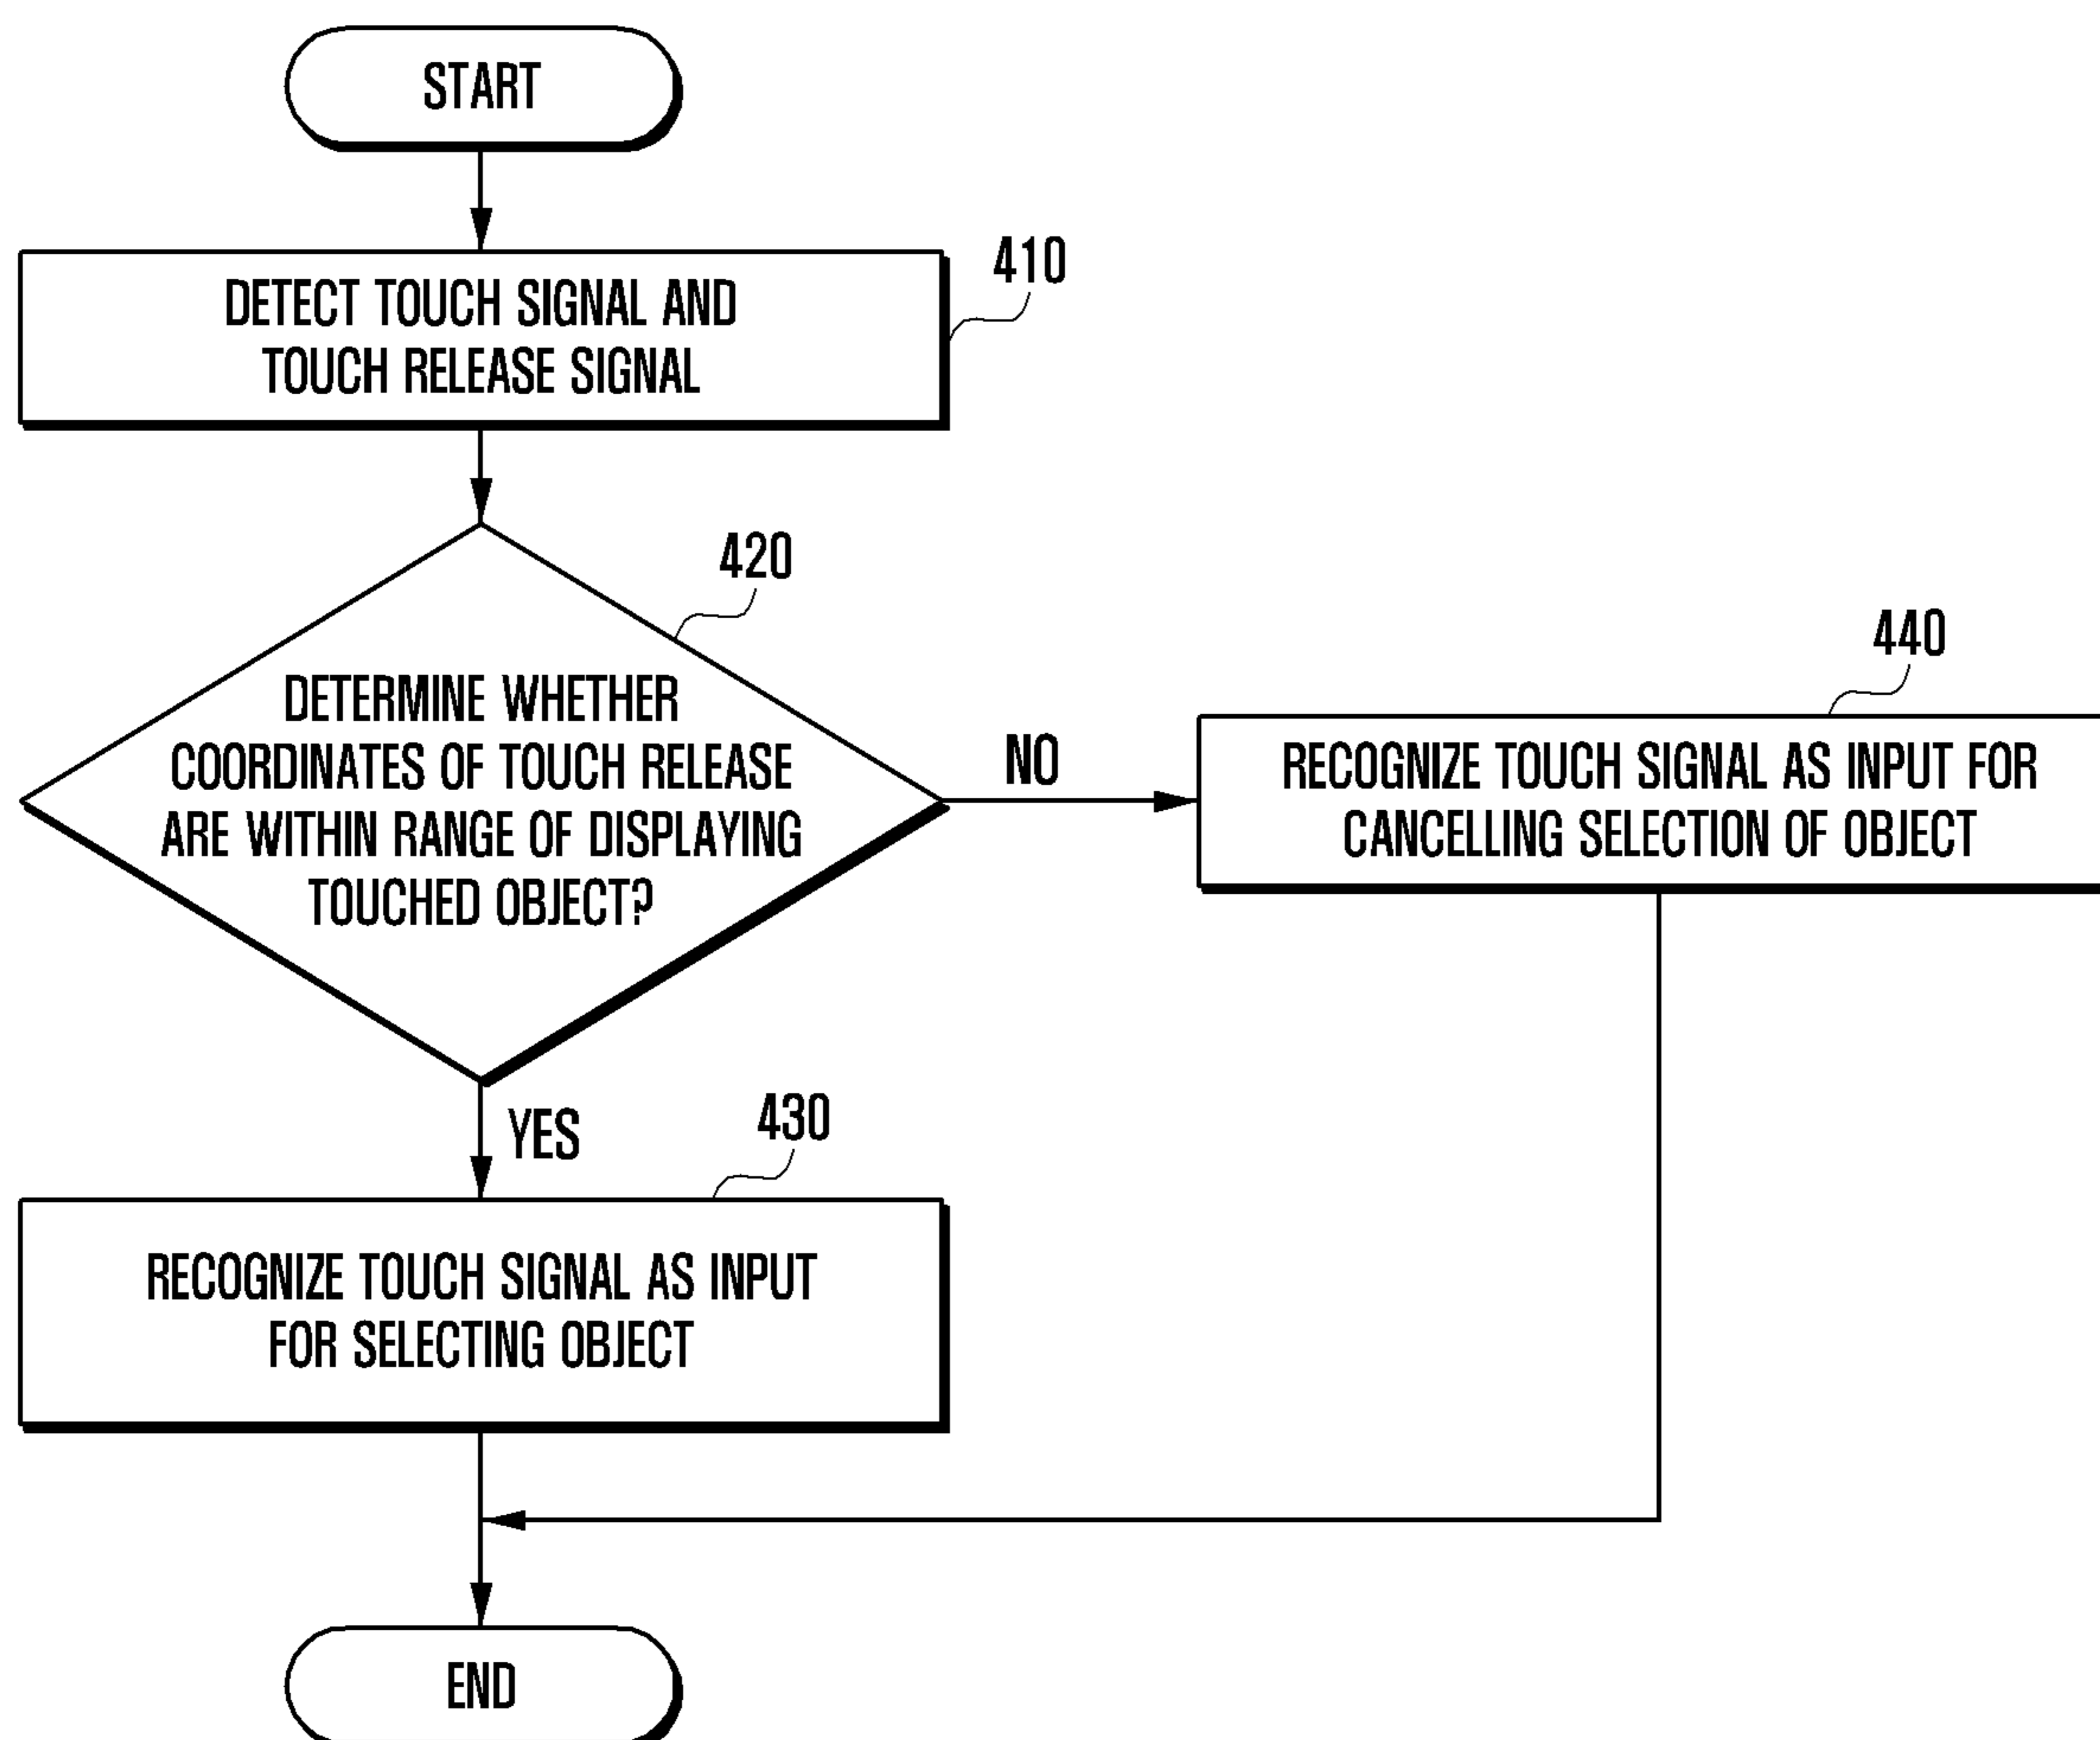 START
410
DETECT TOUCH SIGNAL AND
TOUCH RELEASE SIGNAL
420
DETERMINE WHETHER
COORDINATES OF TOUCH RELEASE
ARE WITHIN RANGE OF DISPLAYING
TOUCHED OBJECT?
NO
440
RECOGNIZE TOUCH SIGNAL AS INPUT FOR
CANCELLING SELECTION OF OBJECT
YES
430
RECOGNIZE TOUCH SIGNAL AS INPUT
FOR SELECTING OBJECT
END